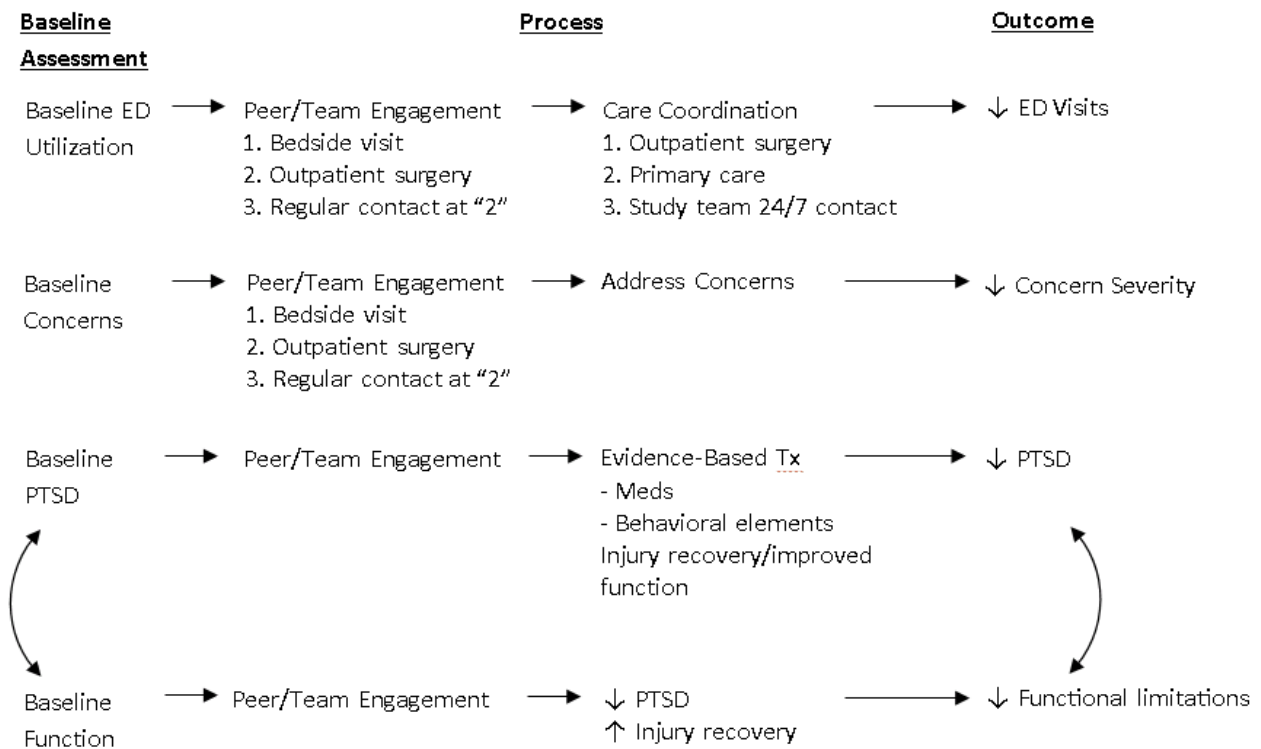 Baseline
Assessment
Process
Outcome
Baseline ED
Utilization
Peer/Team Engagement
1. Bedside visit
2. Outpatient surgery
3. Regular contact at “2”
Care Coordination
1. Outpatient surgery
2. Primary care
3. Study team 24/7 contact
↓ ED Visits
Baseline
Concerns
Peer/Team Engagement
1. Bedside visit
2. Outpatient surgery
3. Regular contact at “2”
Address Concerns
↓ Concern Severity
Baseline
PTSD
Peer/Team Engagement
Evidence-Based Tx
- Meds
- Behavioral elements
Injury recovery/improved
function
↓ PTSD
Baseline
Function
Peer/Team Engagement
↓ PTSD
↑ Injury recovery
↓ Functional limitations